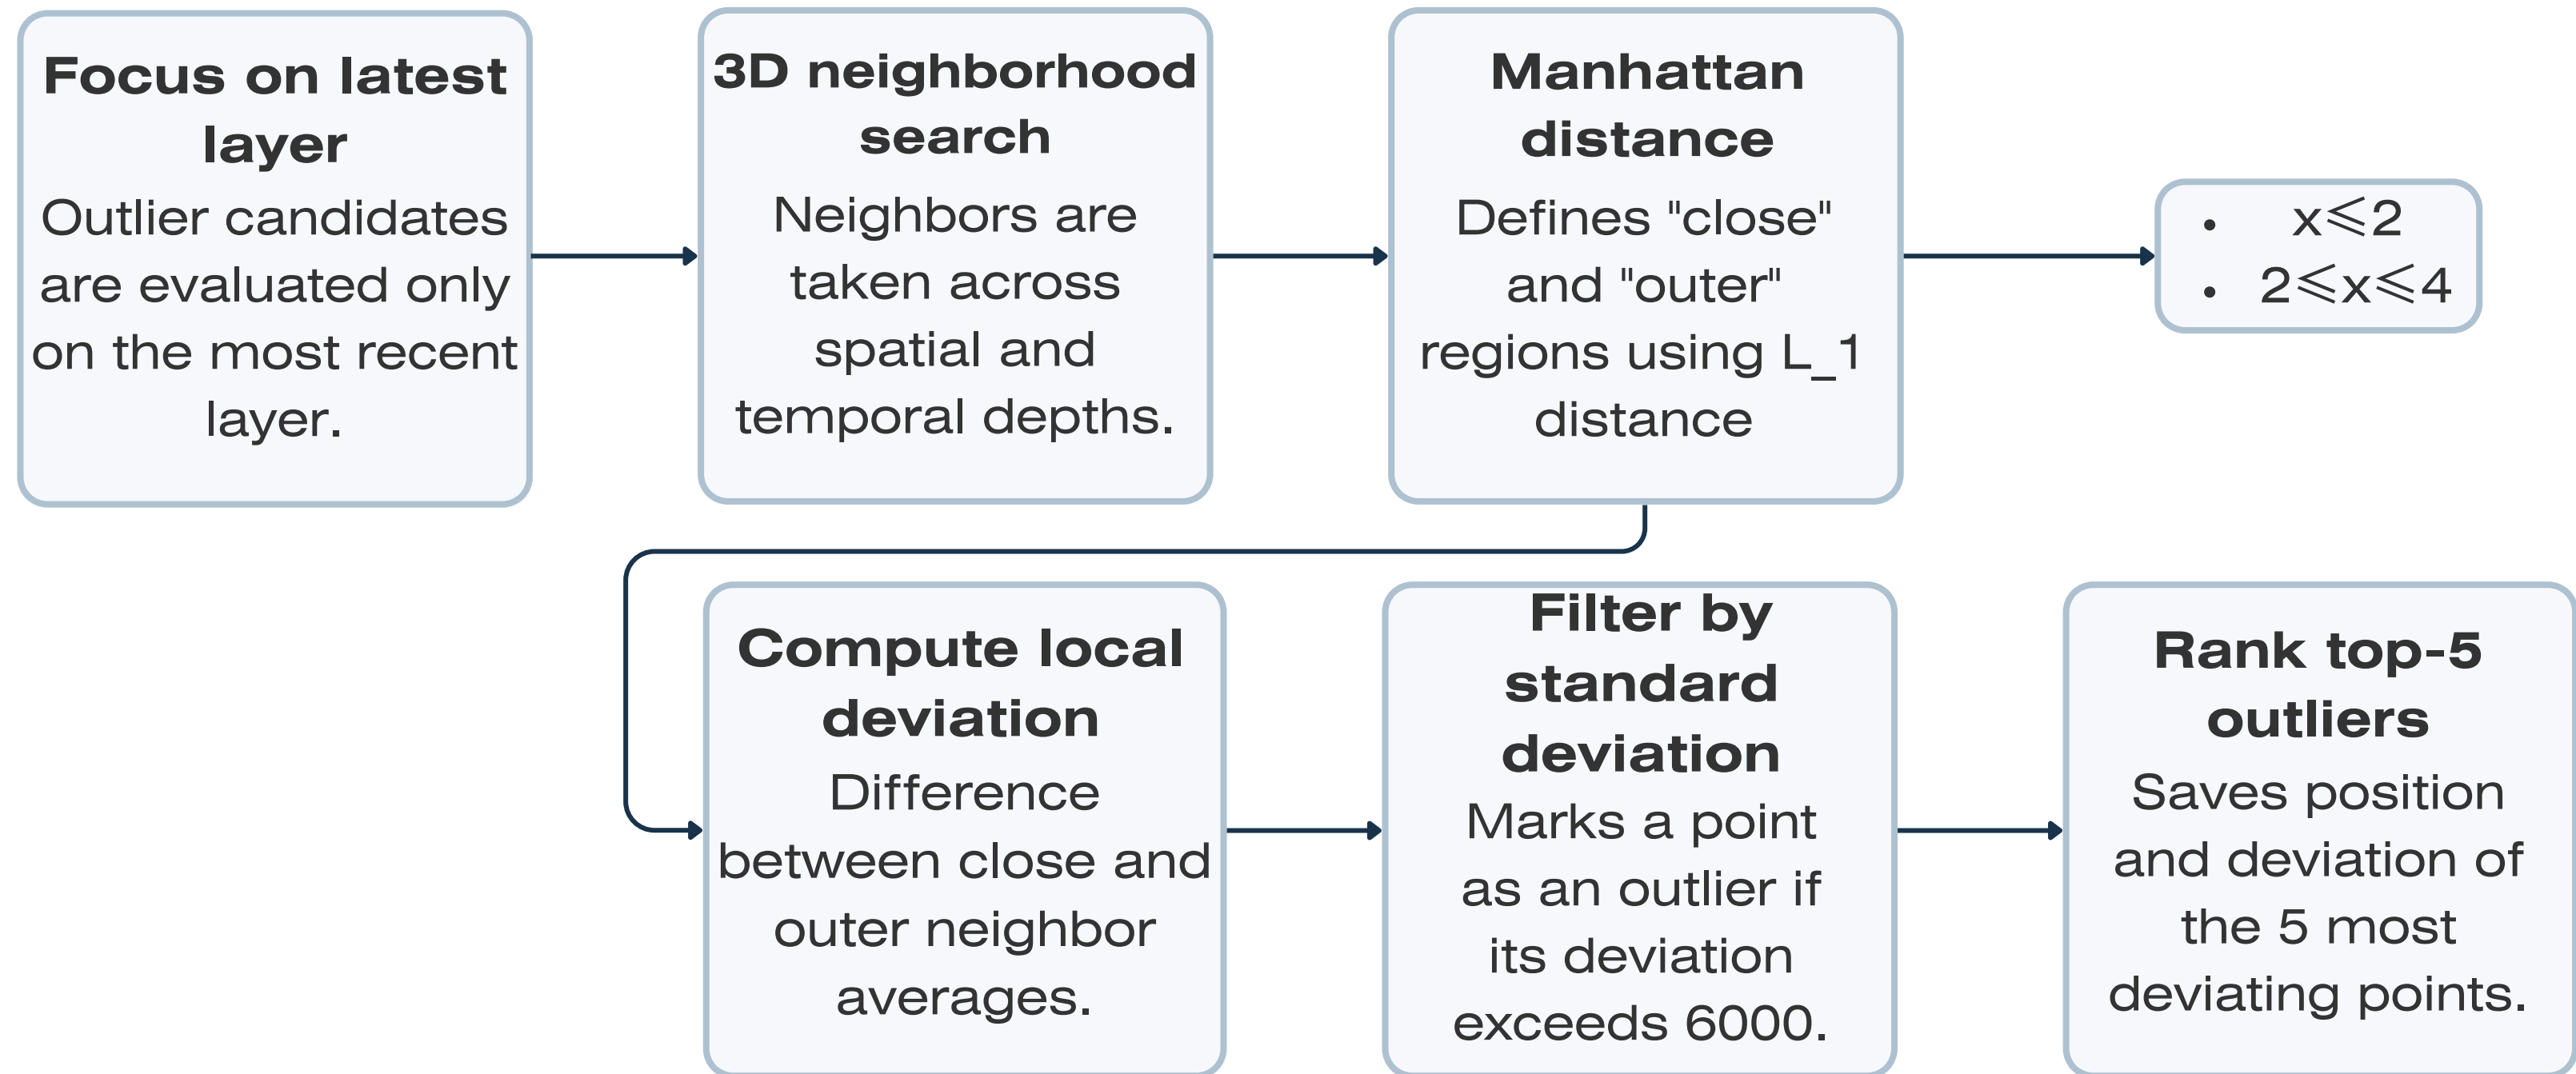 Focus on latest
layer
Outlier candidates
are evaluated only
on the most recent
layer.
3D neighborhood
search
Neighbors are
taken across
spatial and
temporal depths.
Manhattan
distance
Defines "close"
and "outer"
regions using L_1
distance
• x⩽2
• 2⩽x⩽4
Compute local
deviation
Difference
between close and
outer neighbor
averages.
Filter by
standard
deviation
Marks a point
as an outlier if
its deviation
exceeds 6000.
Rank top-5
outliers
Saves position
and deviation of
the 5 most
deviating points.